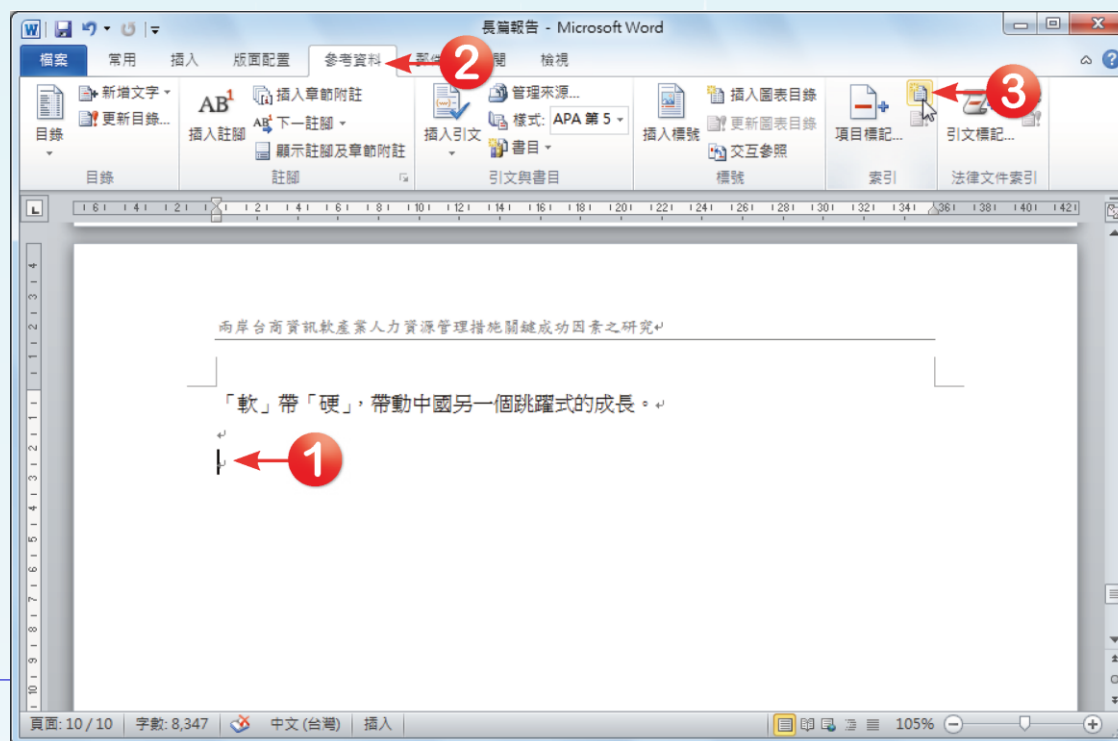 長篇報告 - Microsoft Word
檔案 常用 插入 版面配置 參考資料 2 檢視
新增文字
更新目錄...
目錄
目錄
AB1
插入註腳
插入章節附註
下一註腳
顯示註腳及章節附註
註腳
插入引文
管理來源...
樣式: APA 第 5
書目
引文與書目
插入標號
插入圖表目錄
更新圖表目錄
交互參照
標號
項目標記...
索引
3
引文標記...
法律文件索引
兩岸台商資訊軟產業人力資源管理措施關鍵成功因素之研究
「軟」帶「硬」，帶動中國另一個跳躍式的成長。
1
頁面: 10 / 10 字數: 8,347 中文 (台灣) 插入 105%